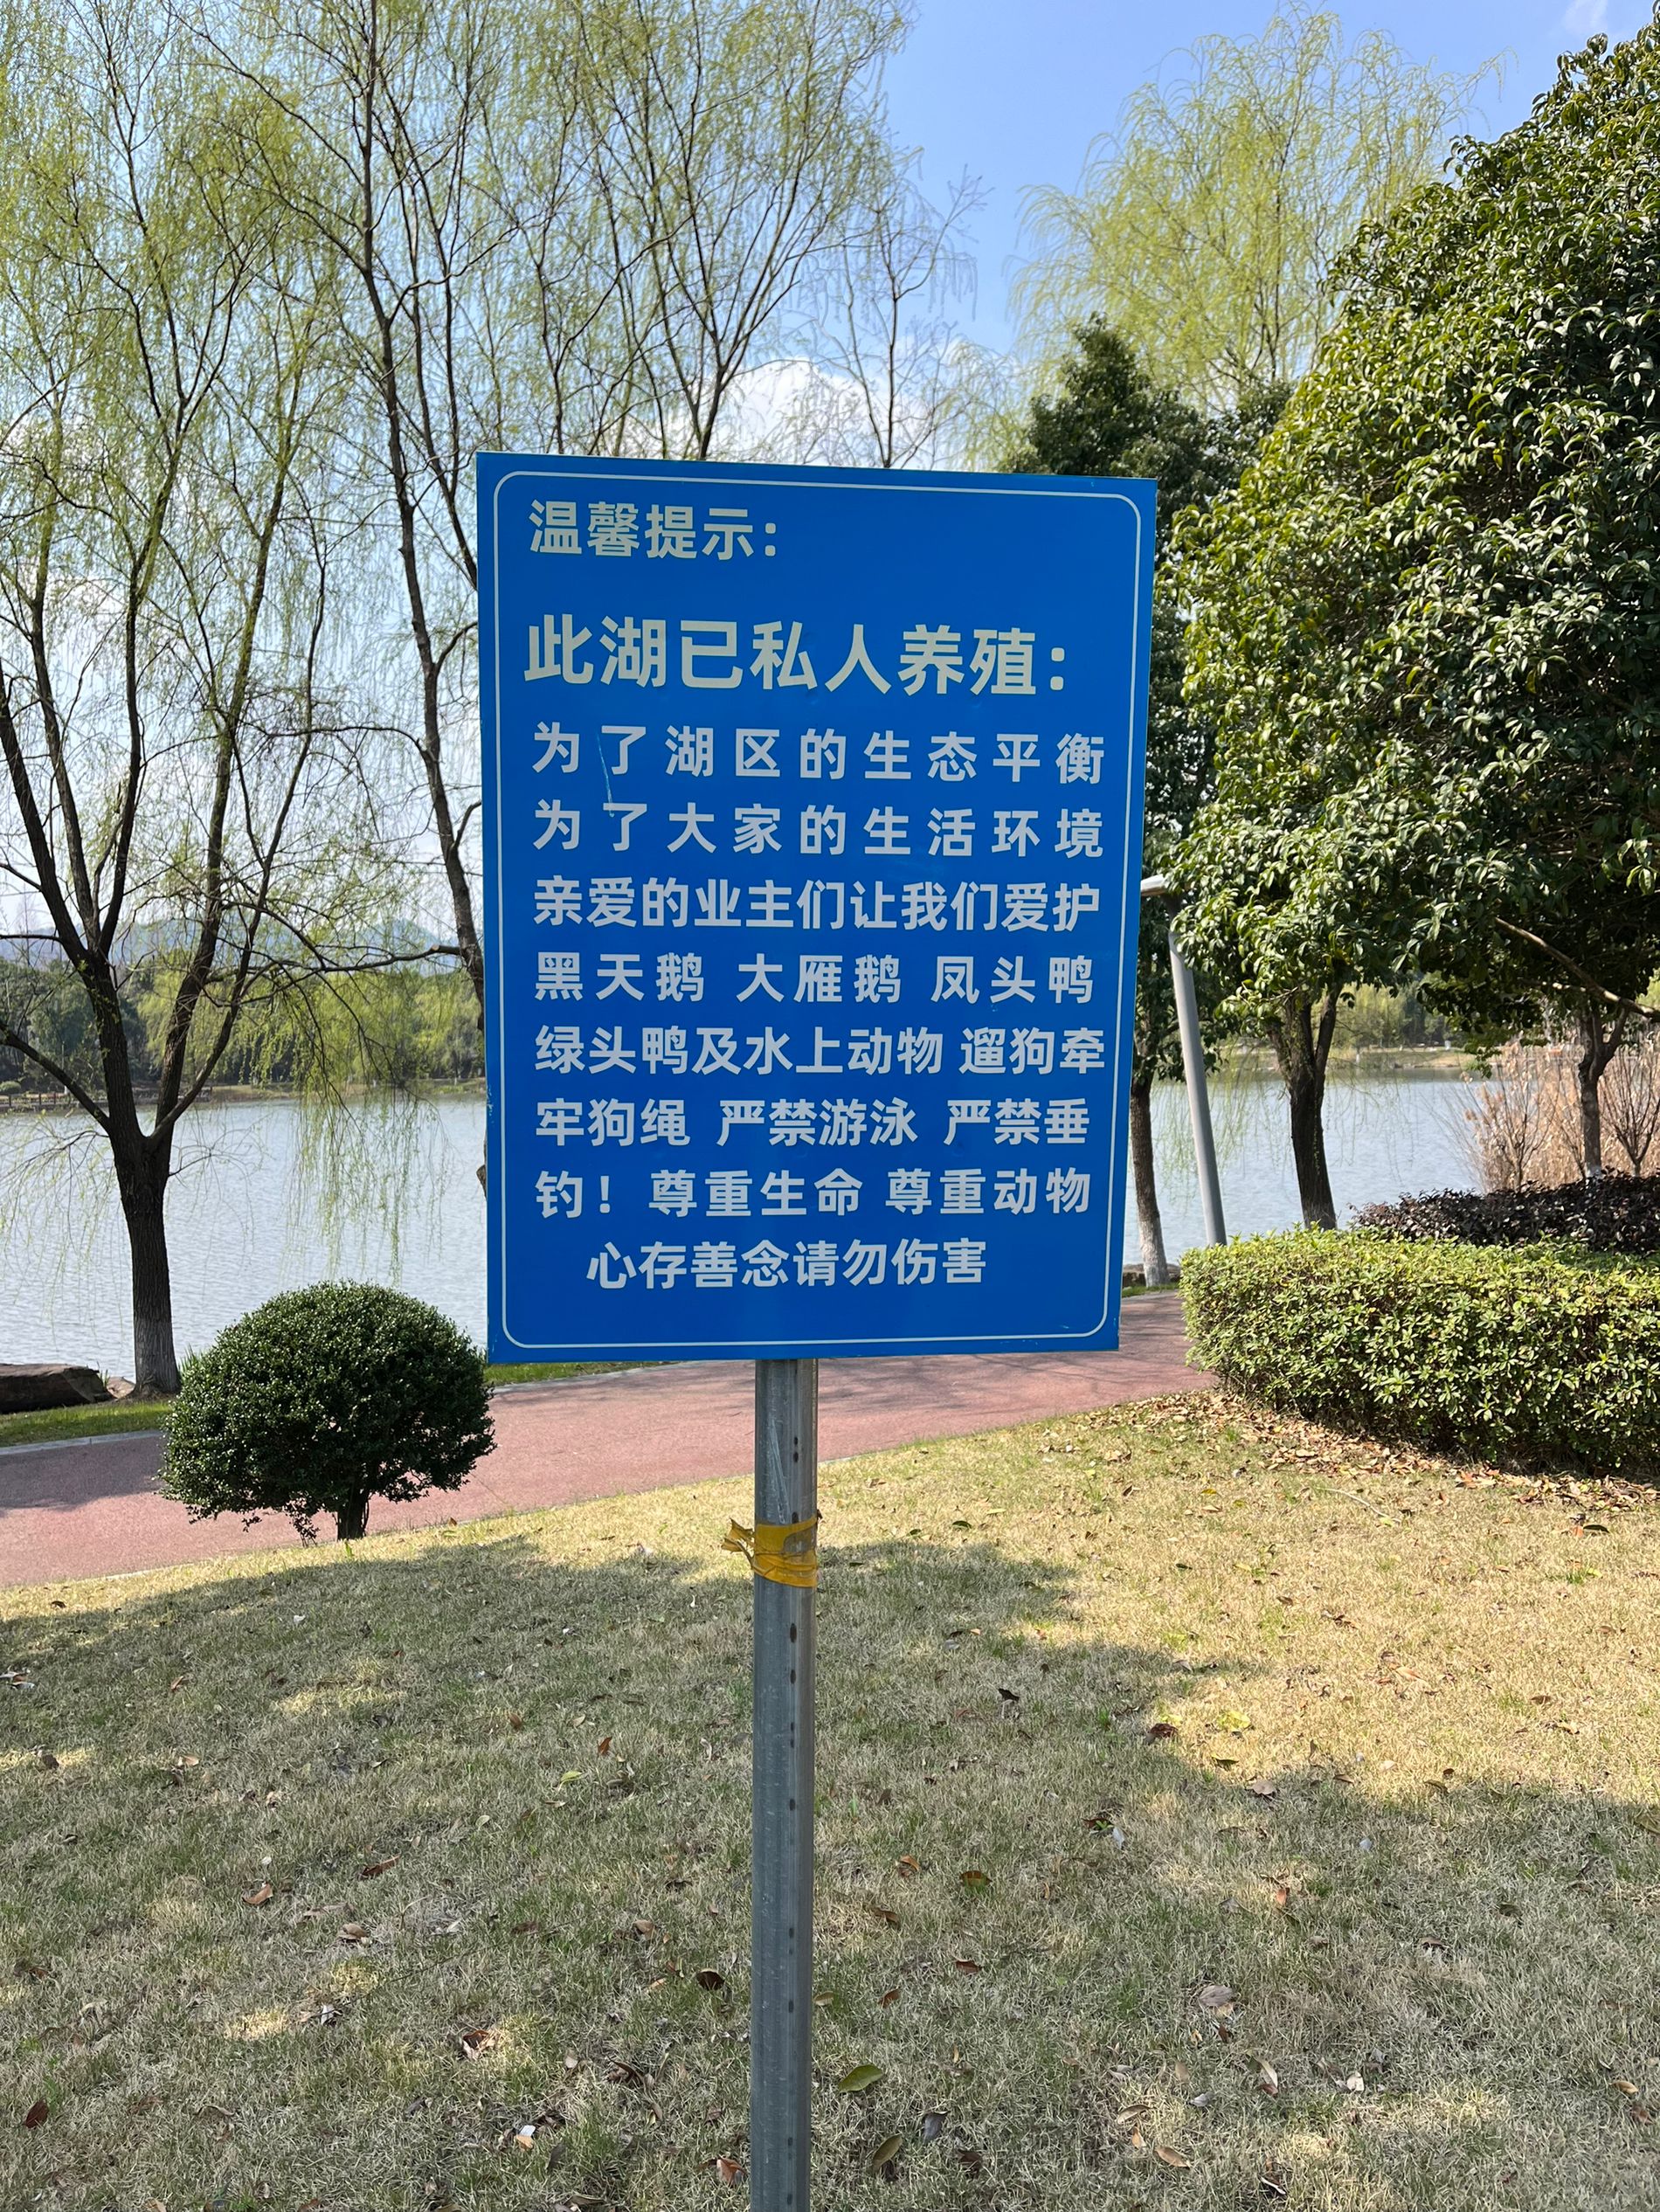 温馨提示：
此湖已私人养殖：
为了湖区的生态平衡
为了大家的生活环境
亲爱的业主们让我们爱护
黑天鹅 大雁鹅 凤头鸭
绿头鸭及水上动物 遛狗牵
牢狗绳 严禁游泳 严禁垂
钓！尊重生命 尊重动物
心存善念请勿伤害